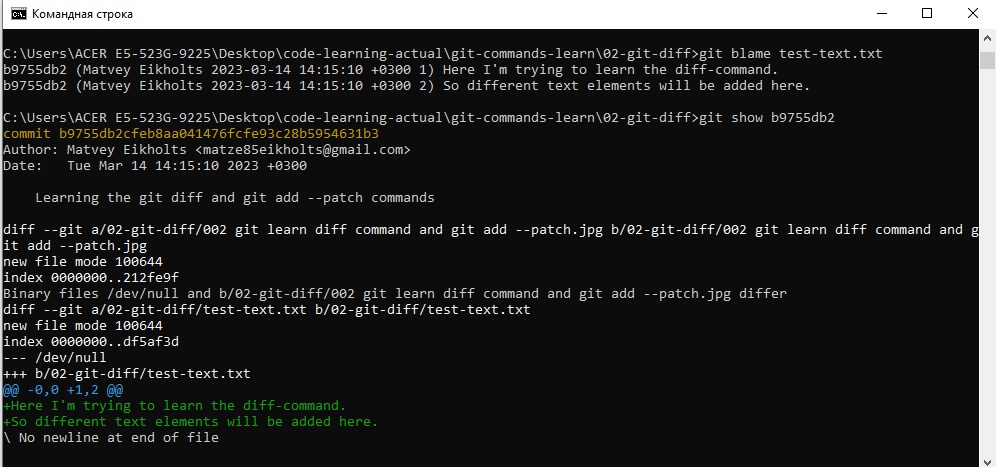 Командная строка
C:\Users\ACER E5-523G-9225\Desktop\code-learning-actual\git-commands-learn\02-git-diff>git blame test-text.txt
b9755db2 (Matvey Eikholts 2023-03-14 14:15:10 +0300 1) Here I'm trying to learn the diff-command.
b9755db2 (Matvey Eikholts 2023-03-14 14:15:10 +0300 2) So different text elements will be added here.
C:\Users\ACER E5-523G-9225\Desktop\code-learning-actual\git-commands-learn\02-git-diff>git show b9755db2
commit b9755db2cfeb8aa041476fcfe93c28b5954631b3
Author: Matvey Eikholts <matze85eikholts@gmail.com>
Date:   Tue Mar 14 14:15:10 2023 +0300
    Learning the git diff and git add --patch commands
diff --git a/02-git-diff/002 git learn diff command and git add --patch.jpg b/02-git-diff/002 git learn diff command and g
it add --patch.jpg
new file mode 100644
index 0000000..212fe9f
Binary files /dev/null and b/02-git-diff/002 git learn diff command and git add --patch.jpg differ
diff --git a/02-git-diff/test-text.txt b/02-git-diff/test-text.txt
new file mode 100644
index 0000000..df5af3d
--- /dev/null
+++ b/02-git-diff/test-text.txt
@@ -0,0 +1,2 @@
+Here I'm trying to learn the diff-command.
+So different text elements will be added here.
\ No newline at end of file